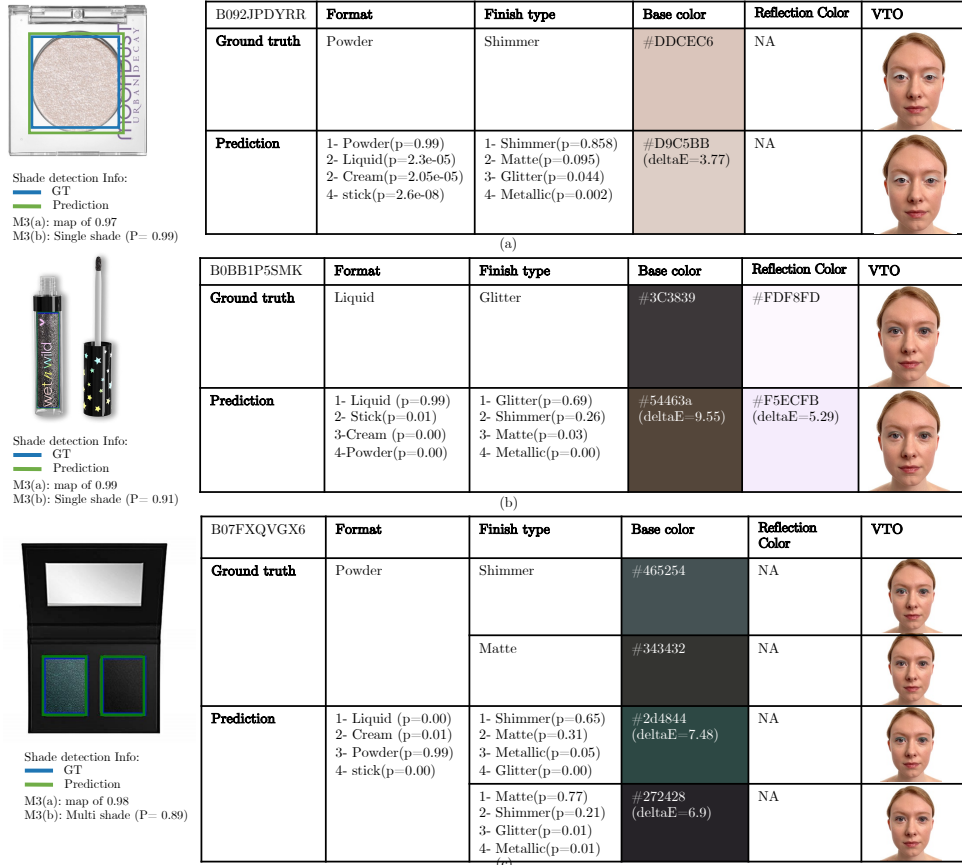 moondust
URBAN DECAY
Shade detection Info:
GT
Prediction
M3(a): map of 0.97
M3(b): Single shade (P= 0.99)
B092JPDYRR Format Finish type Base color Reflection Color VTO
Ground truth Powder Shimmer #DDCEC6 NA
Prediction 1- Powder(p=0.99) 1- Shimmer(p=0.858) #D9C5BB NA
2- Liquid(p=2.3e-05) 2- Matte(p=0.095) (deltaE=3.77)
2- Cream(p=2.05e-05) 3- Glitter(p=0.044)
4- stick(p=2.6e-08) 4- Metallic(p=0.002)
(a)
wet n wild
Shade detection Info:
GT
Prediction
M3(a): map of 0.99
M3(b): Single shade (P= 0.91)
B0BB1P5SMK Format Finish type Base color Reflection Color VTO
Ground truth Liquid Glitter #3C3839 #FDF8FD
Prediction 1- Liquid (p=0.99) 1- Glitter(p=0.69) #54463a #F5ECFB
2- Stick(p=0.01) 2- Shimmer(p=0.26) (deltaE=9.55) (deltaE=5.29)
3-Cream (p=0.00) 3- Matte(p=0.03)
4-Powder(p=0.00) 4- Metallic(p=0.00)
(b)
Shade detection Info:
GT
Prediction
M3(a): map of 0.98
M3(b): Multi shade (P= 0.89)
B07FXQVGX6 Format Finish type Base color Reflection VTO
Color
Ground truth Powder Shimmer #465254 NA
Matte #343432 NA
Prediction 1- Liquid (p=0.00) 1- Shimmer(p=0.65) #2d4844 NA
2- Cream (p=0.01) 2- Matte(p=0.31) (deltaE=7.48)
3- Powder(p=0.99) 3- Metallic(p=0.05)
4- stick(p=0.00) 4- Glitter(p=0.00)
1- Matte(p=0.77) #272428 NA
2- Shimmer(p=0.21) (deltaE=6.9)
3- Glitter(p=0.01)
4- Metallic(p=0.01)